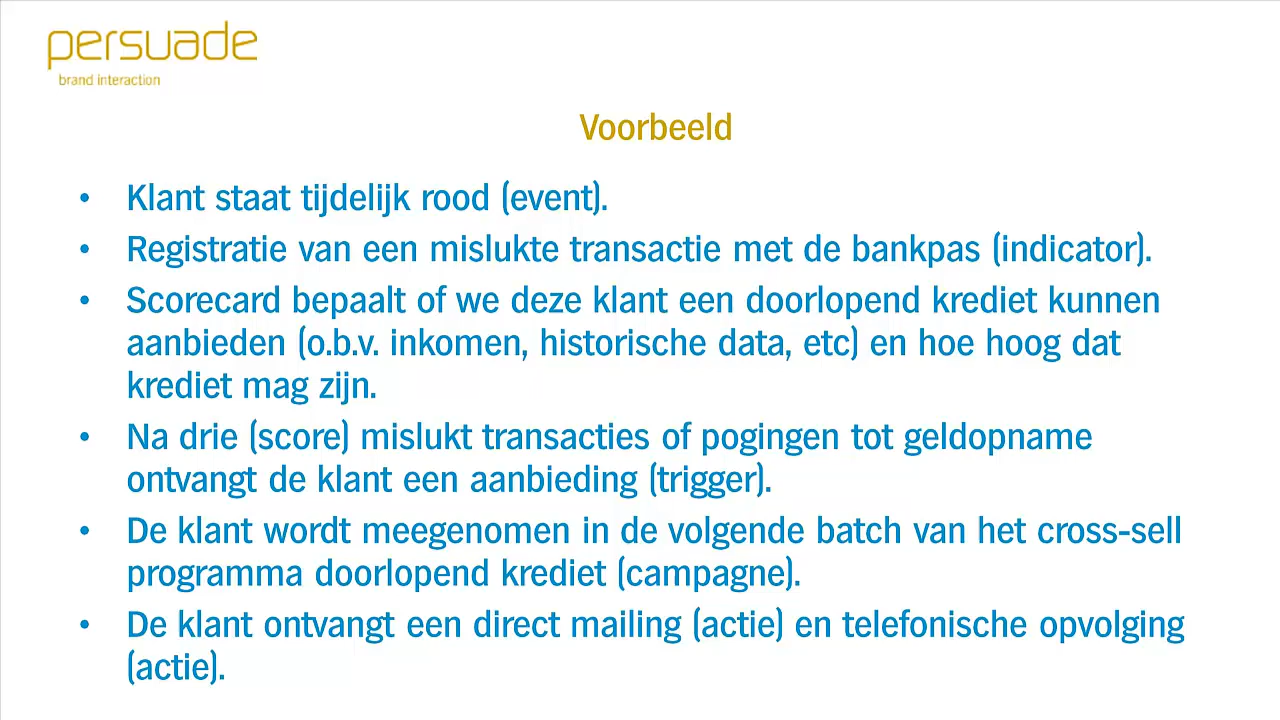 persuade
brand interaction
Voorbeeld
• Klant staat tijdelijk rood (event).
• Registratie van een mislukte transactie met de bankpas (indicator).
• Scorecard bepaalt of we deze klant een doorlopend krediet kunnen
aanbieden (o.b.v. inkomen, historische data, etc) en hoe hoog dat
krediet mag zijn.
• Na drie (score) mislukt transacties of pogingen tot geldopname
ontvangt de klant een aanbieding (trigger).
• De klant wordt meegenomen in de volgende batch van het cross-sell
programma doorlopend krediet (campagne).
• De klant ontvangt een direct mailing (actie) en telefonische opvolging
(actie).